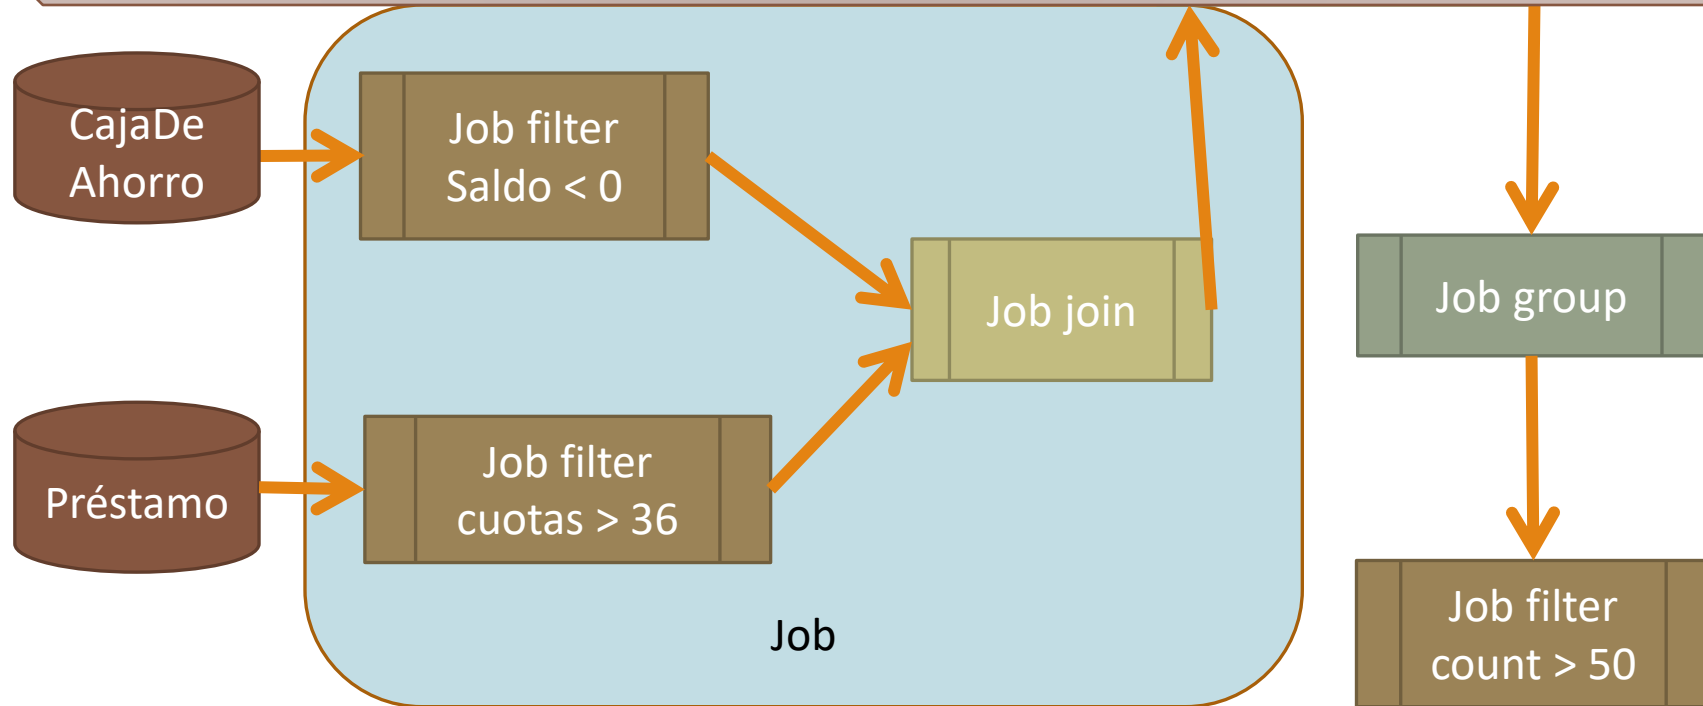 CajaDe
Ahorro
Job filter
Saldo < 0
Job join
Job group
Préstamo
Job filter
cuotas > 36
Job
Job filter
count > 50